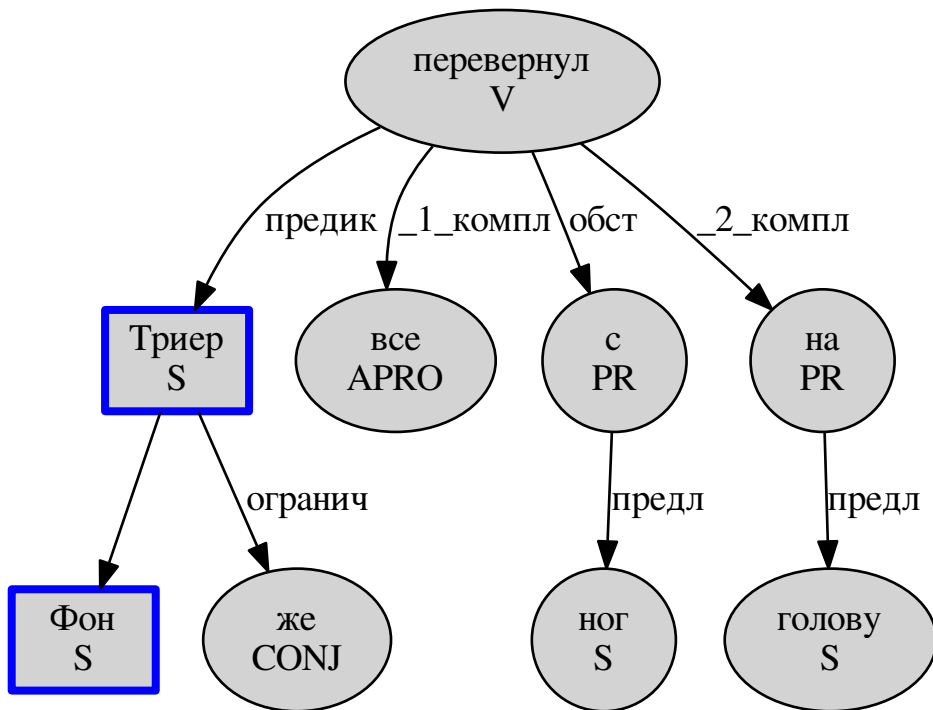 перевернул
V
предик
_1_компл
обст
_2_компл
Триер
S
все
APRO
с
PR
на
PR
огранич
предл
предл
Фон
S
же
CONJ
ног
S
голову
S